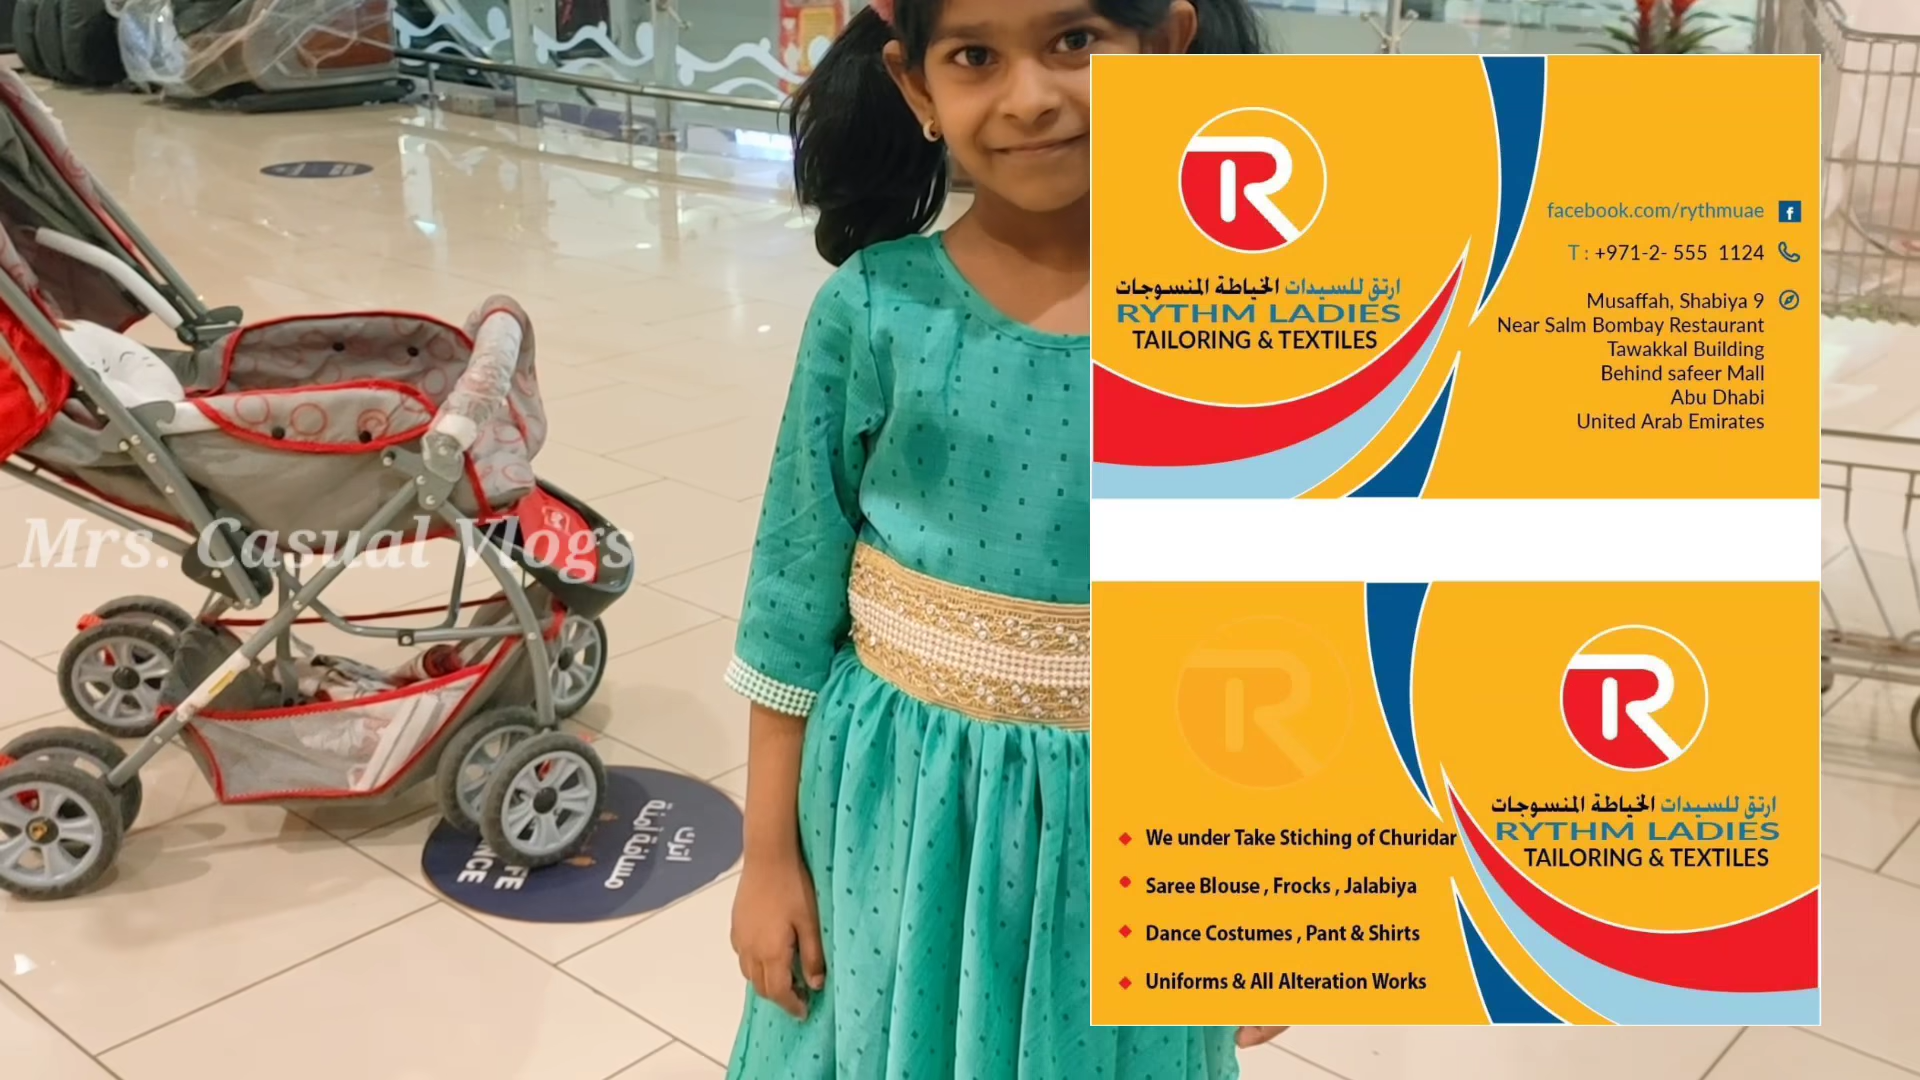 Mrs. Casual Vlogs
اترك
مسافة آمنة
R
ارتق للسيدات الخياطة المنسوجات
RYTHM LADIES
TAILORING & TEXTILES
facebook.com/rythmuae
T : +971-2- 555 1124
Musaffah, Shabiya 9
Near Salm Bombay Restaurant
Tawakkal Building
Behind safeer Mall
Abu Dhabi
United Arab Emirates
We under Take Stiching of Churidar
Saree Blouse , Frocks , Jalabiya
Dance Costumes , Pant & Shirts
Uniforms & All Alteration Works
R
ارتق للسيدات الخياطة المنسوجات
RYTHM LADIES
TAILORING & TEXTILES